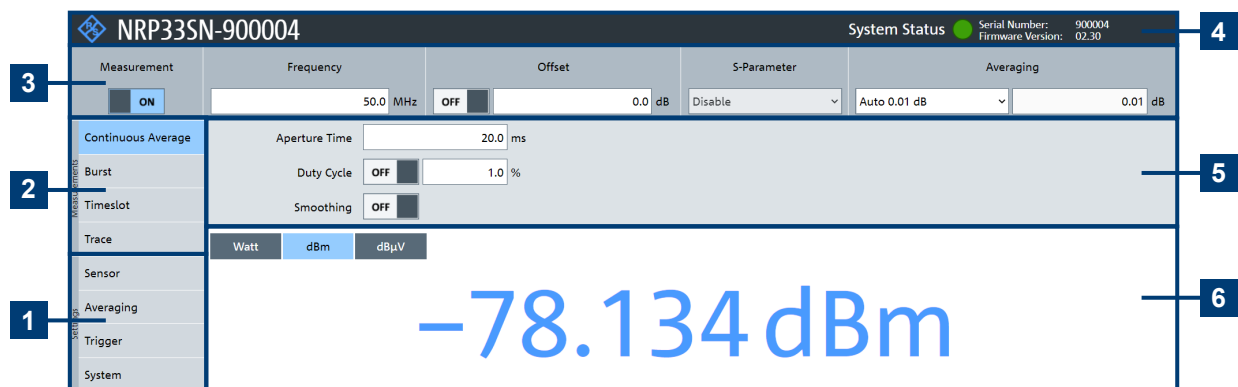 R&S NRP33SN-900004
System Status
Serial Number: 900004
Firmware Version: 02.30
4
3
Measurement
ON
Frequency
50.0 MHz
Offset
OFF 0.0 dB
S-Parameter
Disable
Averaging
Auto 0.01 dB 0.01 dB
2
Measurements
Continuous Average
Burst
Timeslot
Trace
Aperture Time 20.0 ms
Duty Cycle OFF 1.0 %
Smoothing OFF
5
1
Settings
Sensor
Averaging
Trigger
System
Watt dBm dBµV
−78.134 dBm
6